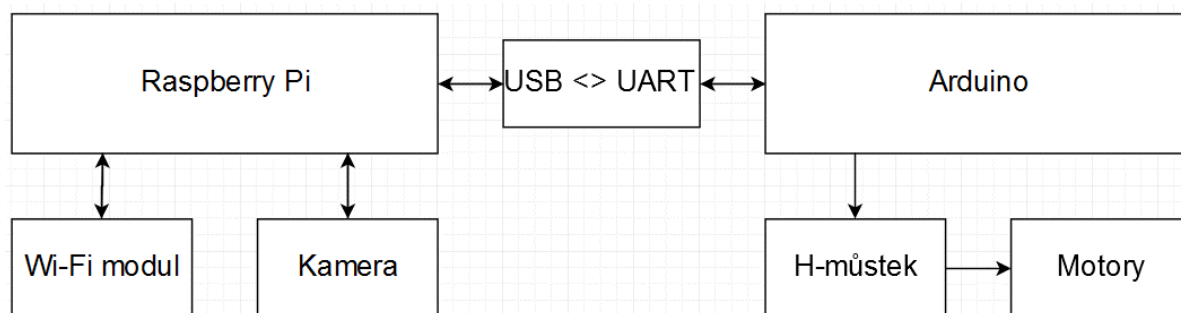 Raspberry Pi
USB <> UART
Arduino
Wi-Fi modul
Kamera
H-můstek
Motory